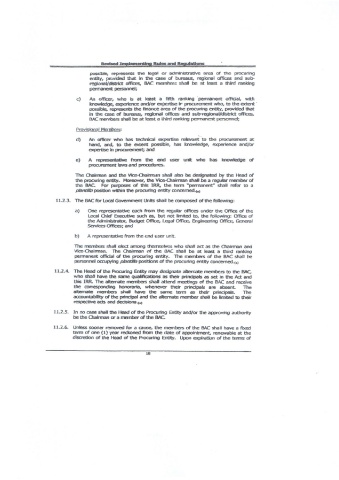 Revised Implementing Rules and Regulations
possible, represents the legal or administrative area of the procuring
entity, provided that in the case of bureaus, regional offices and sub-
regional/district offices, BAC members shall be at least a third ranking
permanent personnel;
c) An officer, who is at least a fifth ranking permanent official, with
knowledge, experience and/or expertise in procurement who, to the extent
possible, represents the finance area of the procuring entity, provided that
in the case of bureaus, regional offices and sub-regional/district offices,
BAC members shall be at least a third ranking permanent personnel;
Provisional Members:
d) An officer who has technical expertise relevant to the procurement at
hand, and, to the extent possible, has knowledge, experience and/or
expertise in procurement; and
e) A representative from the end user unit who has knowledge of
procurement laws and procedures.
The Chairman and the Vice-Chairman shall also be designated by the Head of
the procuring entity. Moreover, the Vice-Chairman shall be a regular member of
the BAC. For purposes of this IRR, the term "permanent" shall refer to a
plantilla position within the procuring entity concerned.
11.2.3. The BAC for Local Government Units shall be composed of the following:
a) One representative each from the regular offices under the Office of the
Local Chief Executive such as, but not limited to, the following: Office of
the Administrator, Budget Office, Legal Office, Engineering Office, General
Services Offices; and
b) A representative from the end user unit.
The members shall elect among themselves who shall act as the Chairman and
Vice-Chairman. The Chairman of the BAC shall be at least a third ranking
permanent official of the procuring entity. The members of the BAC shall be
personnel occupying plantilla positions of the procuring entity concerned.
11.2.4. The Head of the Procuring Entity may designate alternate members to the BAC,
who shall have the same qualifications as their principals as set in the Act and
this IRR. The alternate members shall attend meetings of the BAC and receive
the corresponding honoraria, whenever their principals are absent. The
alternate members shall have the same term as their principals. The
accountability of the principal and the alternate member shall be limited to their
respective acts and decisions.
11.2.5. In no case shall the Head of the Procuring Entity and/or the approving authority
be the Chairman or a member of the BAC.
11.2.6. Unless sooner removed for a cause, the members of the BAC shall have a fixed
term of one (1) year reckoned from the date of appointment, renewable at the
discretion of the Head of the Procuring Entity. Upon expiration of the terms of